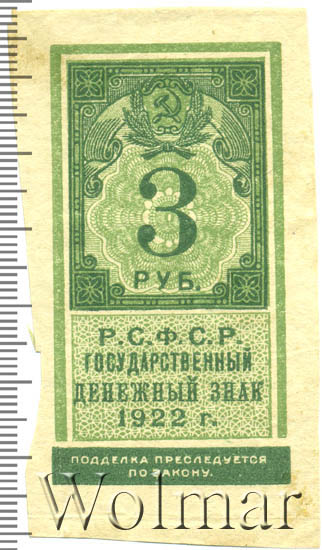 3
РУБ.
Р.С.Ф.С.Р.
ГОСУДАРСТВЕННЫЙ
ДЕНЕЖНЫЙ ЗНАК
1922 г.
ПОДДЕЛКА ПРЕСЛЕДУЕТСЯ
ПО ЗАКОНУ.
Wolmar